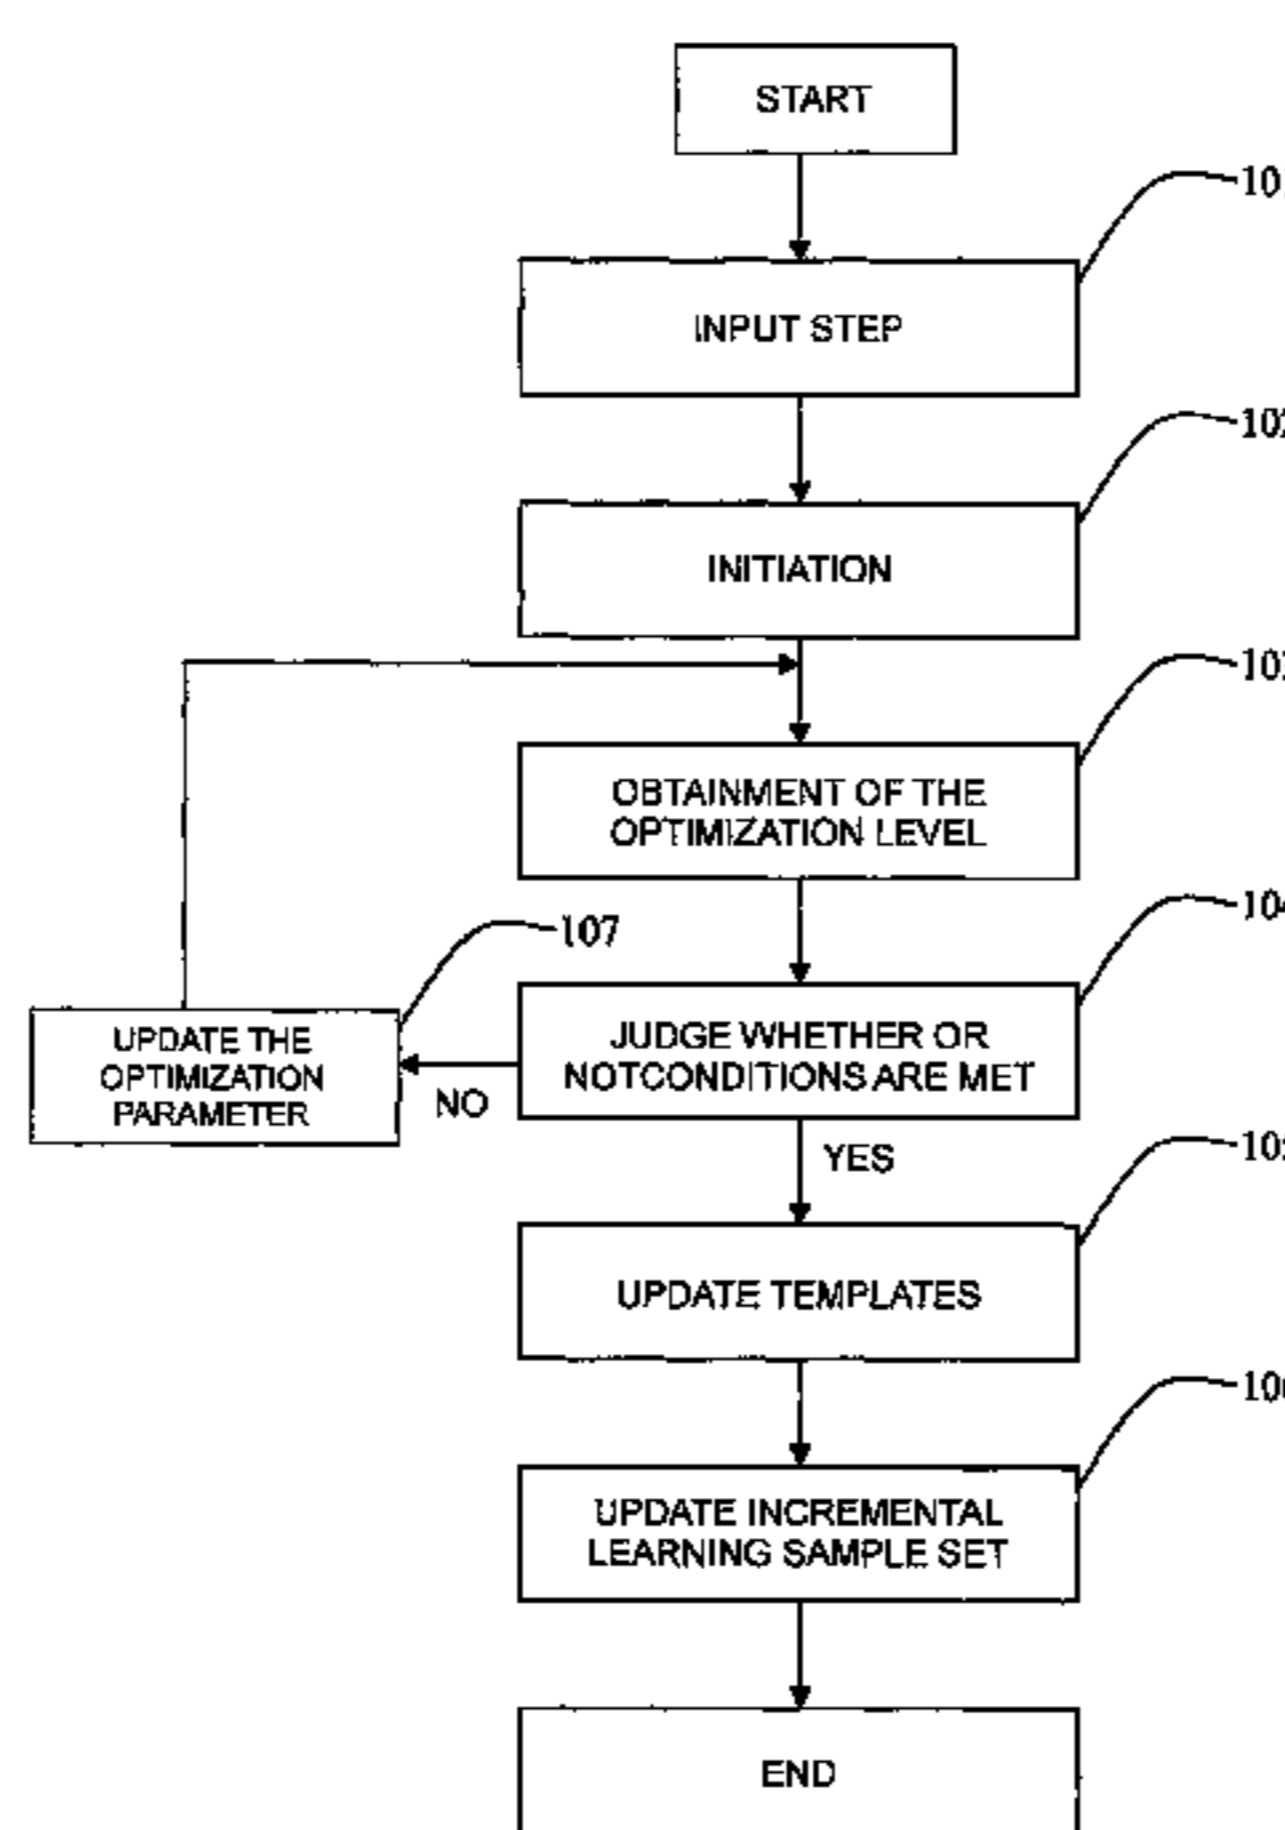 START
101
INPUT STEP
102
INITIATION
103
OBTAINMENT OF THE
OPTIMIZATION LEVEL
104
107
UPDATE THE
OPTIMIZATION
PARAMETER
JUDGE WHETHER OR
NOTCONDITIONS ARE MET
NO
YES
105
UPDATE TEMPLATES
106
UPDATE INCREMENTAL
LEARNING SAMPLE SET
END